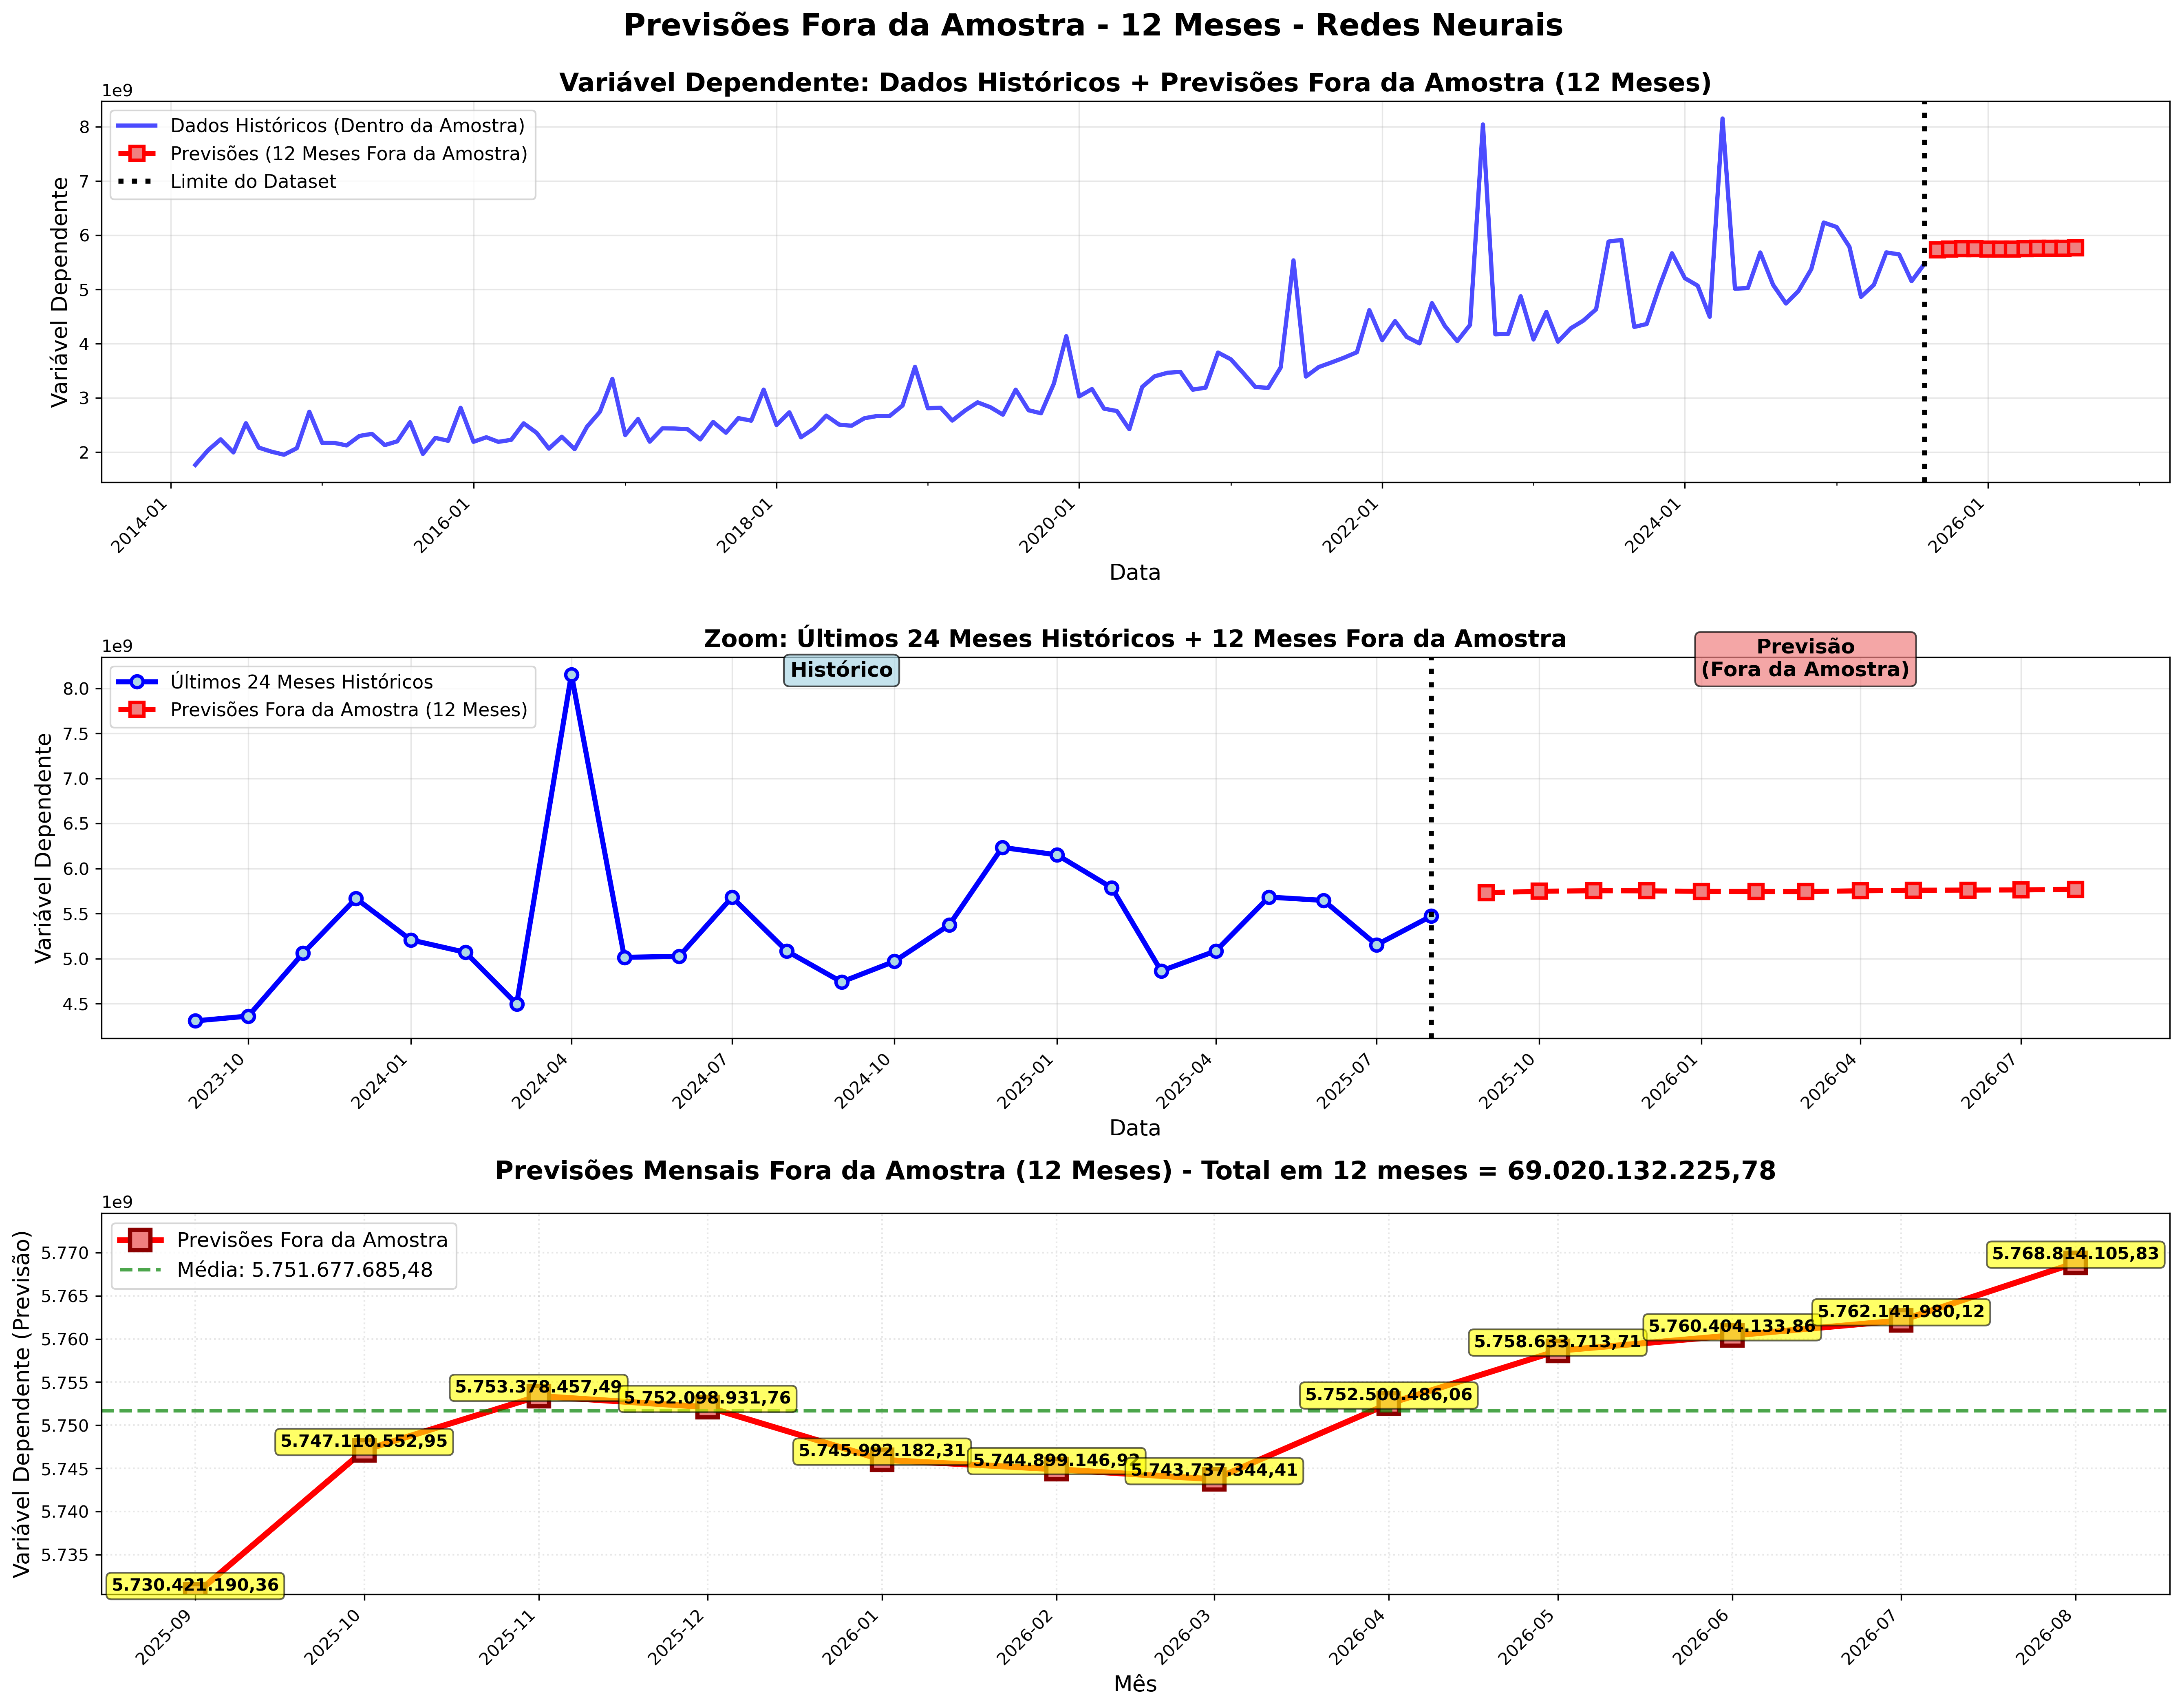 Previsões Fora da Amostra - 12 Meses - Redes Neurais
Variável Dependente: Dados Históricos + Previsões Fora da Amostra (12 Meses)
1e9
Dados Históricos (Dentro da Amostra)
Previsões (12 Meses Fora da Amostra)
Limite do Dataset
Variável Dependente
8
7
6
5
4
3
2
2014-01
2016-01
2018-01
2020-01
2022-01
2024-01
2026-01
Data
Zoom: Últimos 24 Meses Históricos + 12 Meses Fora da Amostra
1e9
Últimos 24 Meses Históricos
Previsões Fora da Amostra (12 Meses)
Histórico
Previsão
(Fora da Amostra)
Variável Dependente
8.0
7.5
7.0
6.5
6.0
5.5
5.0
4.5
2023-10
2024-01
2024-04
2024-07
2024-10
2025-01
2025-04
2025-07
2025-10
2026-01
2026-04
2026-07
Data
Previsões Mensais Fora da Amostra (12 Meses) - Total em 12 meses = 69.020.132.225,78
1e9
Previsões Fora da Amostra
Média: 5.751.677.685,48
Variável Dependente (Previsão)
5.770
5.765
5.760
5.755
5.750
5.745
5.740
5.735
5.730.421.190,36
5.747.110.552,95
5.753.378.457,49
5.752.098.931,76
5.745.992.182,31
5.743.737.344,41
5.752.500.486,06
5.758.633.713,71
5.760.404.133,86
5.762.141.980,12
5.768.814.105,83
2025-09
2025-10
2025-11
2025-12
2026-01
2026-02
2026-03
2026-04
2026-05
2026-06
2026-07
2026-08
Mês